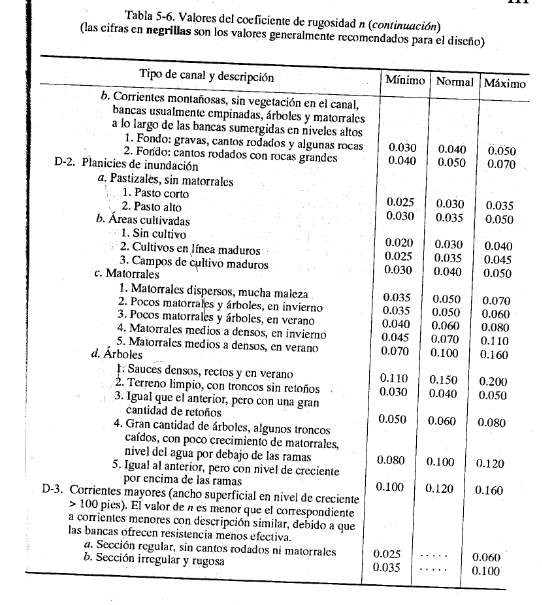 Tabla 5-6. Valores del coeficiente de rugosidad n (continuación)
(las cifras en negrillas son los valores generalmente recomendados para el diseño)
Tipo de canal y descripción Mínimo Normal Máximo
b. Corrientes montañosas, sin vegetación en el canal,
bancas usualmente empinadas, árboles y matorrales
a lo largo de las bancas sumergidas en niveles altos
1. Fondo: gravas, cantos rodados y algunas rocas 0.030 0.040 0.050
2. Fondo: cantos rodados con rocas grandes 0.040 0.050 0.070
D-2. Planicies de inundación
a. Pastizales, sin matorrales
1. Pasto corto 0.025 0.030 0.035
2. Pasto alto 0.030 0.035 0.050
b. Áreas cultivadas
1. Sin cultivo 0.020 0.030 0.040
2. Cultivos en línea maduros 0.025 0.035 0.045
3. Campos de cultivo maduros 0.030 0.040 0.050
c. Matorrales
1. Matorrales dispersos, mucha maleza 0.035 0.050 0.070
2. Pocos matorrales y árboles, en invierno 0.035 0.050 0.060
3. Pocos matorrales y árboles, en verano 0.040 0.060 0.080
4. Matorrales medios a densos, en invierno 0.045 0.070 0.110
5. Matorrales medios a densos, en verano 0.070 0.100 0.160
d. Árboles
1. Sauces densos, rectos y en verano 0.110 0.150 0.200
2. Terreno limpio, con troncos sin retoños 0.030 0.040 0.050
3. Igual que el anterior, pero con una gran
cantidad de retoños 0.050 0.060 0.080
4. Gran cantidad de árboles, algunos troncos
caídos, con poco crecimiento de matorrales,
nivel del agua por debajo de las ramas 0.080 0.100 0.120
5. Igual al anterior, pero con nivel de creciente
por encima de las ramas 0.100 0.120 0.160
D-3. Corrientes mayores (ancho superficial en nivel de creciente
> 100 pies). El valor de n es menor que el correspondiente
a corrientes menores con descripción similar, debido a que
las bancas ofrecen resistencia menos efectiva.
a. Sección regular, sin cantos rodados ni matorrales 0.025 ..... 0.060
b. Sección irregular y rugosa 0.035 ..... 0.100